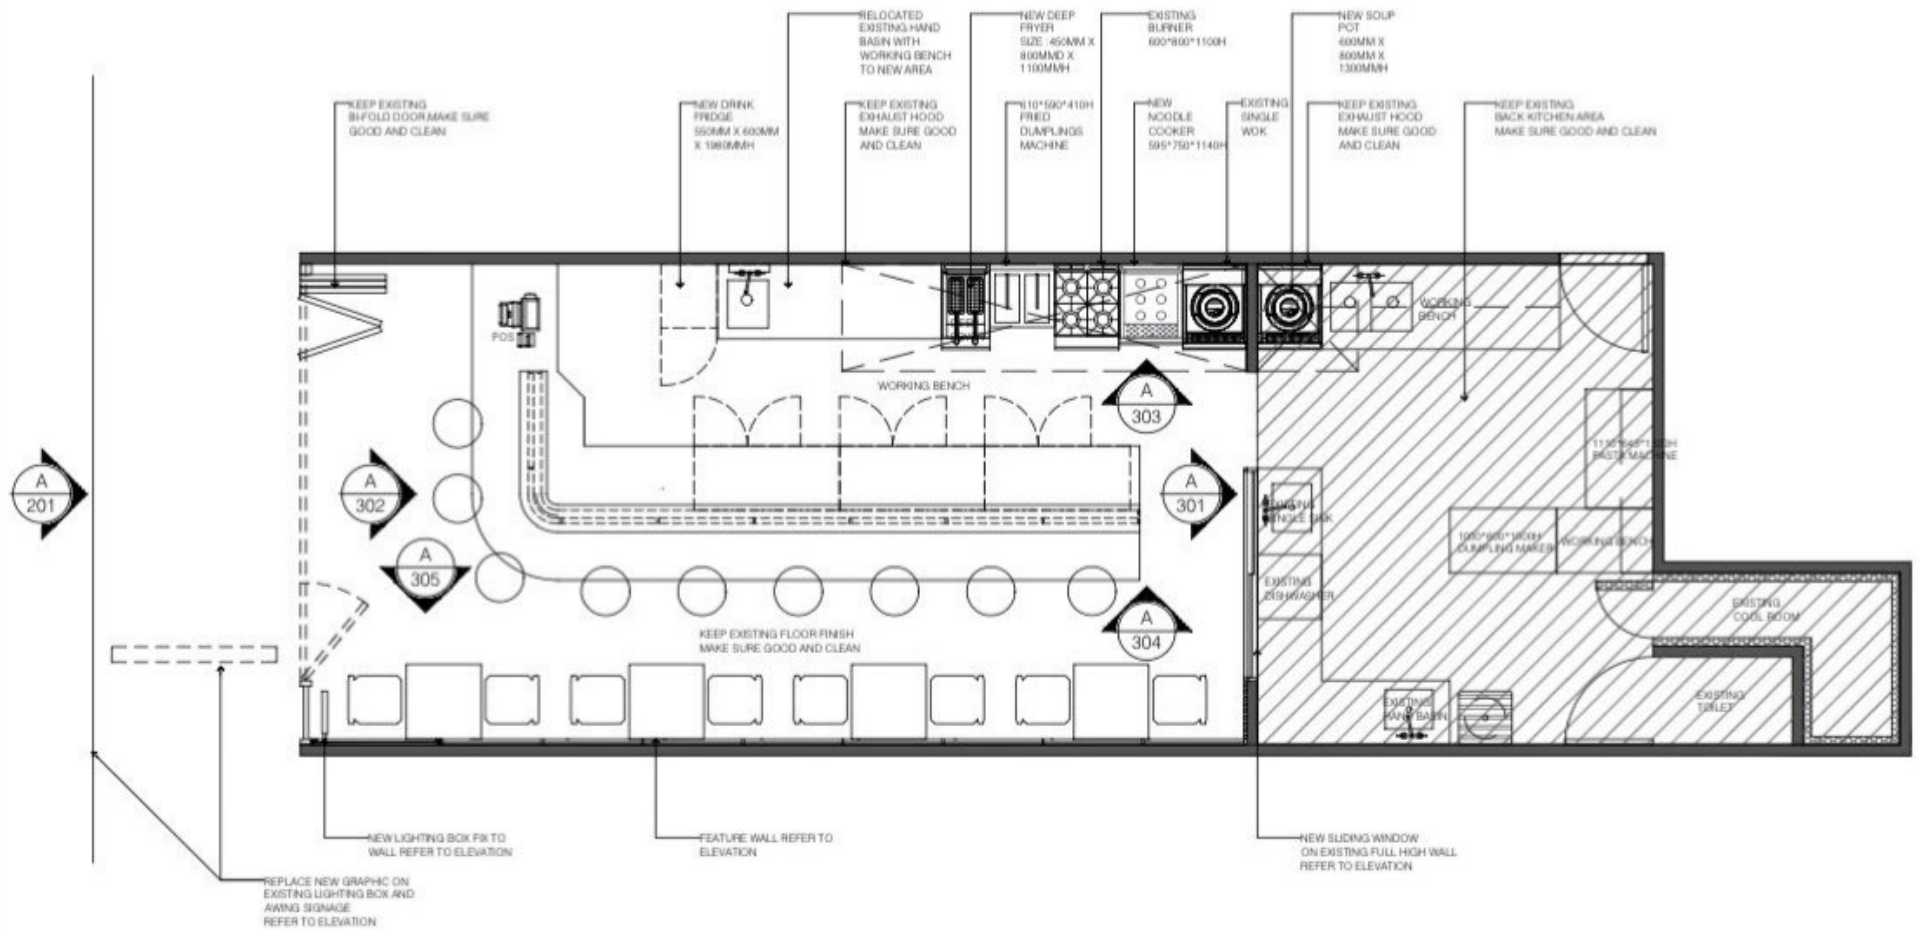 RELOCATED
EXISTING HAND
BASIN WITH
WORKING BENCH
TO NEW AREA
NEW DEEP
FRYER
SIZE :450MM X
800MMD X
1100MMH
EXISTING
BURNER
600*800*1100H
NEW SOUP
POT
600MM X
800MM X
1300MMH
KEEP EXISTING
BI-FOLD DOOR,MAKE SURE
GOOD AND CLEAN
NEW DRINK
FRIDGE
550MM X 600MM
X 1980MMH
KEEP EXISTING
EXHAUST HOOD
MAKE SURE GOOD
AND CLEAN
610*590*410H
FRIED
DUMPLINGS
MACHINE
NEW
NOODLE
COOKER
595*750*1140H
EXISTING
SINGLE
WOK
KEEP EXISTING
EXHAUST HOOD
MAKE SURE GOOD
AND CLEAN
KEEP EXISTING
BACK KITCHEN AREA
MAKE SURE GOOD AND CLEAN
POS
WORKING
BENCH
WORKING BENCH
A
303
PASTA MACHINE
A
201
A
302
A
301
EXISTING
SINGLE SINK
A
305
DUMPLING MAKER
WORKING BENCH
EXISTING
DISHWASHER
EXISTING
COOL ROOM
A
304
KEEP EXISTING FLOOR FINISH
MAKE SURE GOOD AND CLEAN
EXISTING
HAND BASIN
EXISTING
TOILET
NEW LIGHTING BOX FIX TO
WALL REFER TO ELEVATION
FEATURE WALL REFER TO
ELEVATION
NEW SLIDING WINDOW
ON EXISTING FULL HIGH WALL
REFER TO ELEVATION
REPLACE NEW GRAPHIC ON
EXISTING LIGHTING BOX AND
AWING SIGNAGE
REFER TO ELEVATION